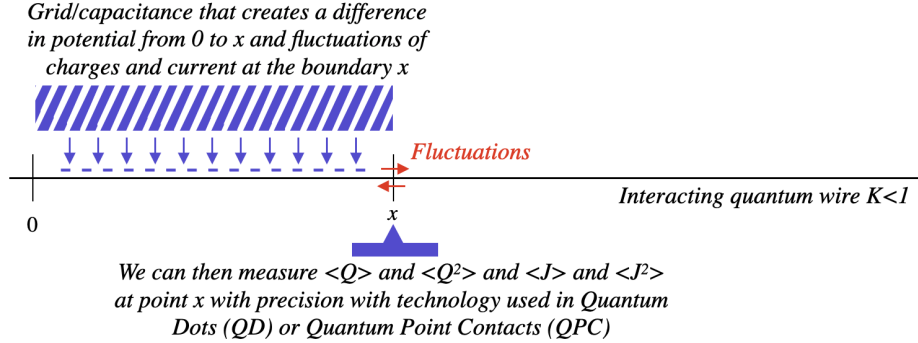 Grid/capacitance that creates a difference
in potential from 0 to x and fluctuations of
charges and current at the boundary x
Fluctuations
Interacting quantum wire K<1
0
x
We can then measure <Q> and <Q²> and <J> and <J²>
at point x with precision with technology used in Quantum
Dots (QD) or Quantum Point Contacts (QPC)